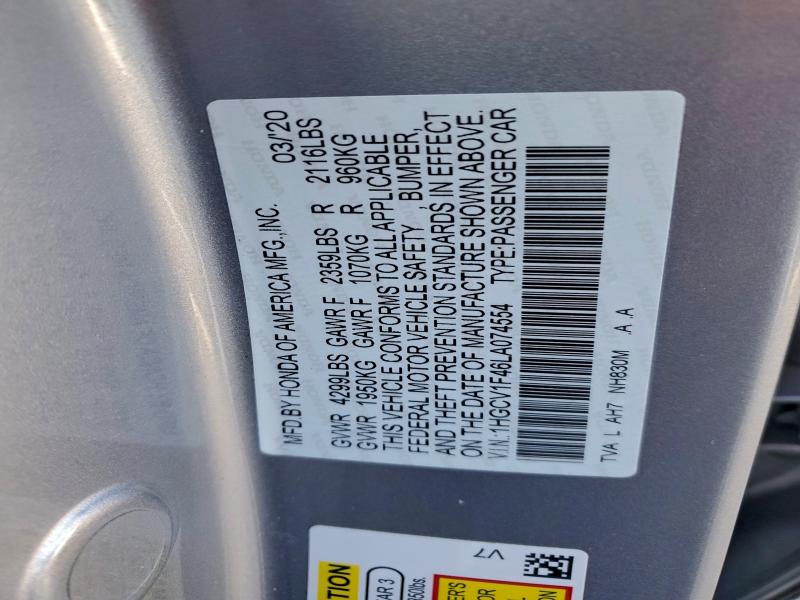 MFD.BY HONDA OF AMERICA MFG.,INC. 03/'20
GVWR 4299LBS GAWR F 2359LBS R 2116LBS
GVWR 1950KG GAWR F 1070KG R 960KG
THIS VEHICLE CONFORMS TO ALL APPLICABLE
FEDERAL MOTOR VEHICLE SAFETY , BUMPER,
AND THEFT PREVENTION STANDARDS IN EFFECT
ON THE DATE OF MANUFACTURE SHOWN ABOVE.
V.I.N.:1HGCV1F46LA074554 TYPE:PASSENGER CAR
TVA L AH7 NH830M .A .A
V7